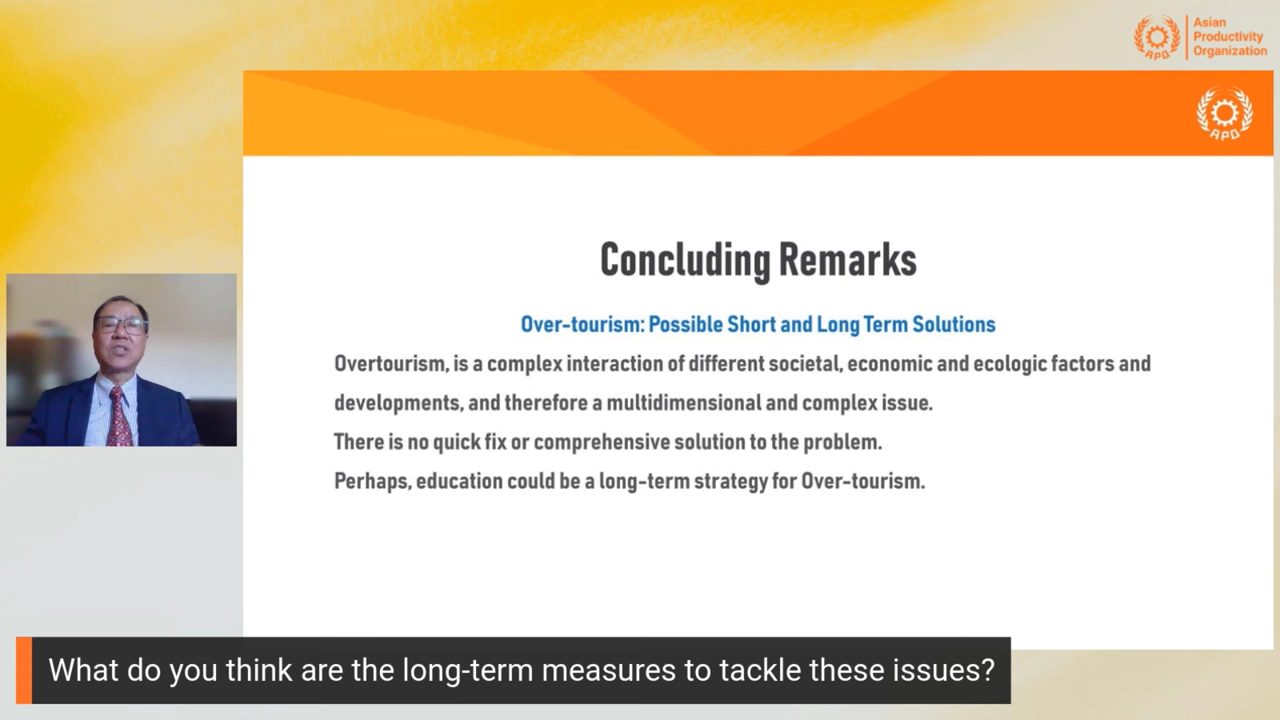 Asian
Productivity
Organization
APO
APO
Concluding Remarks
Over-tourism: Possible Short and Long Term Solutions
Overtourism, is a complex interaction of different societal, economic and ecologic factors and
developments, and therefore a multidimensional and complex issue.
There is no quick fix or comprehensive solution to the problem.
Perhaps, education could be a long-term strategy for Over-tourism.
What do you think are the long-term measures to tackle these issues?